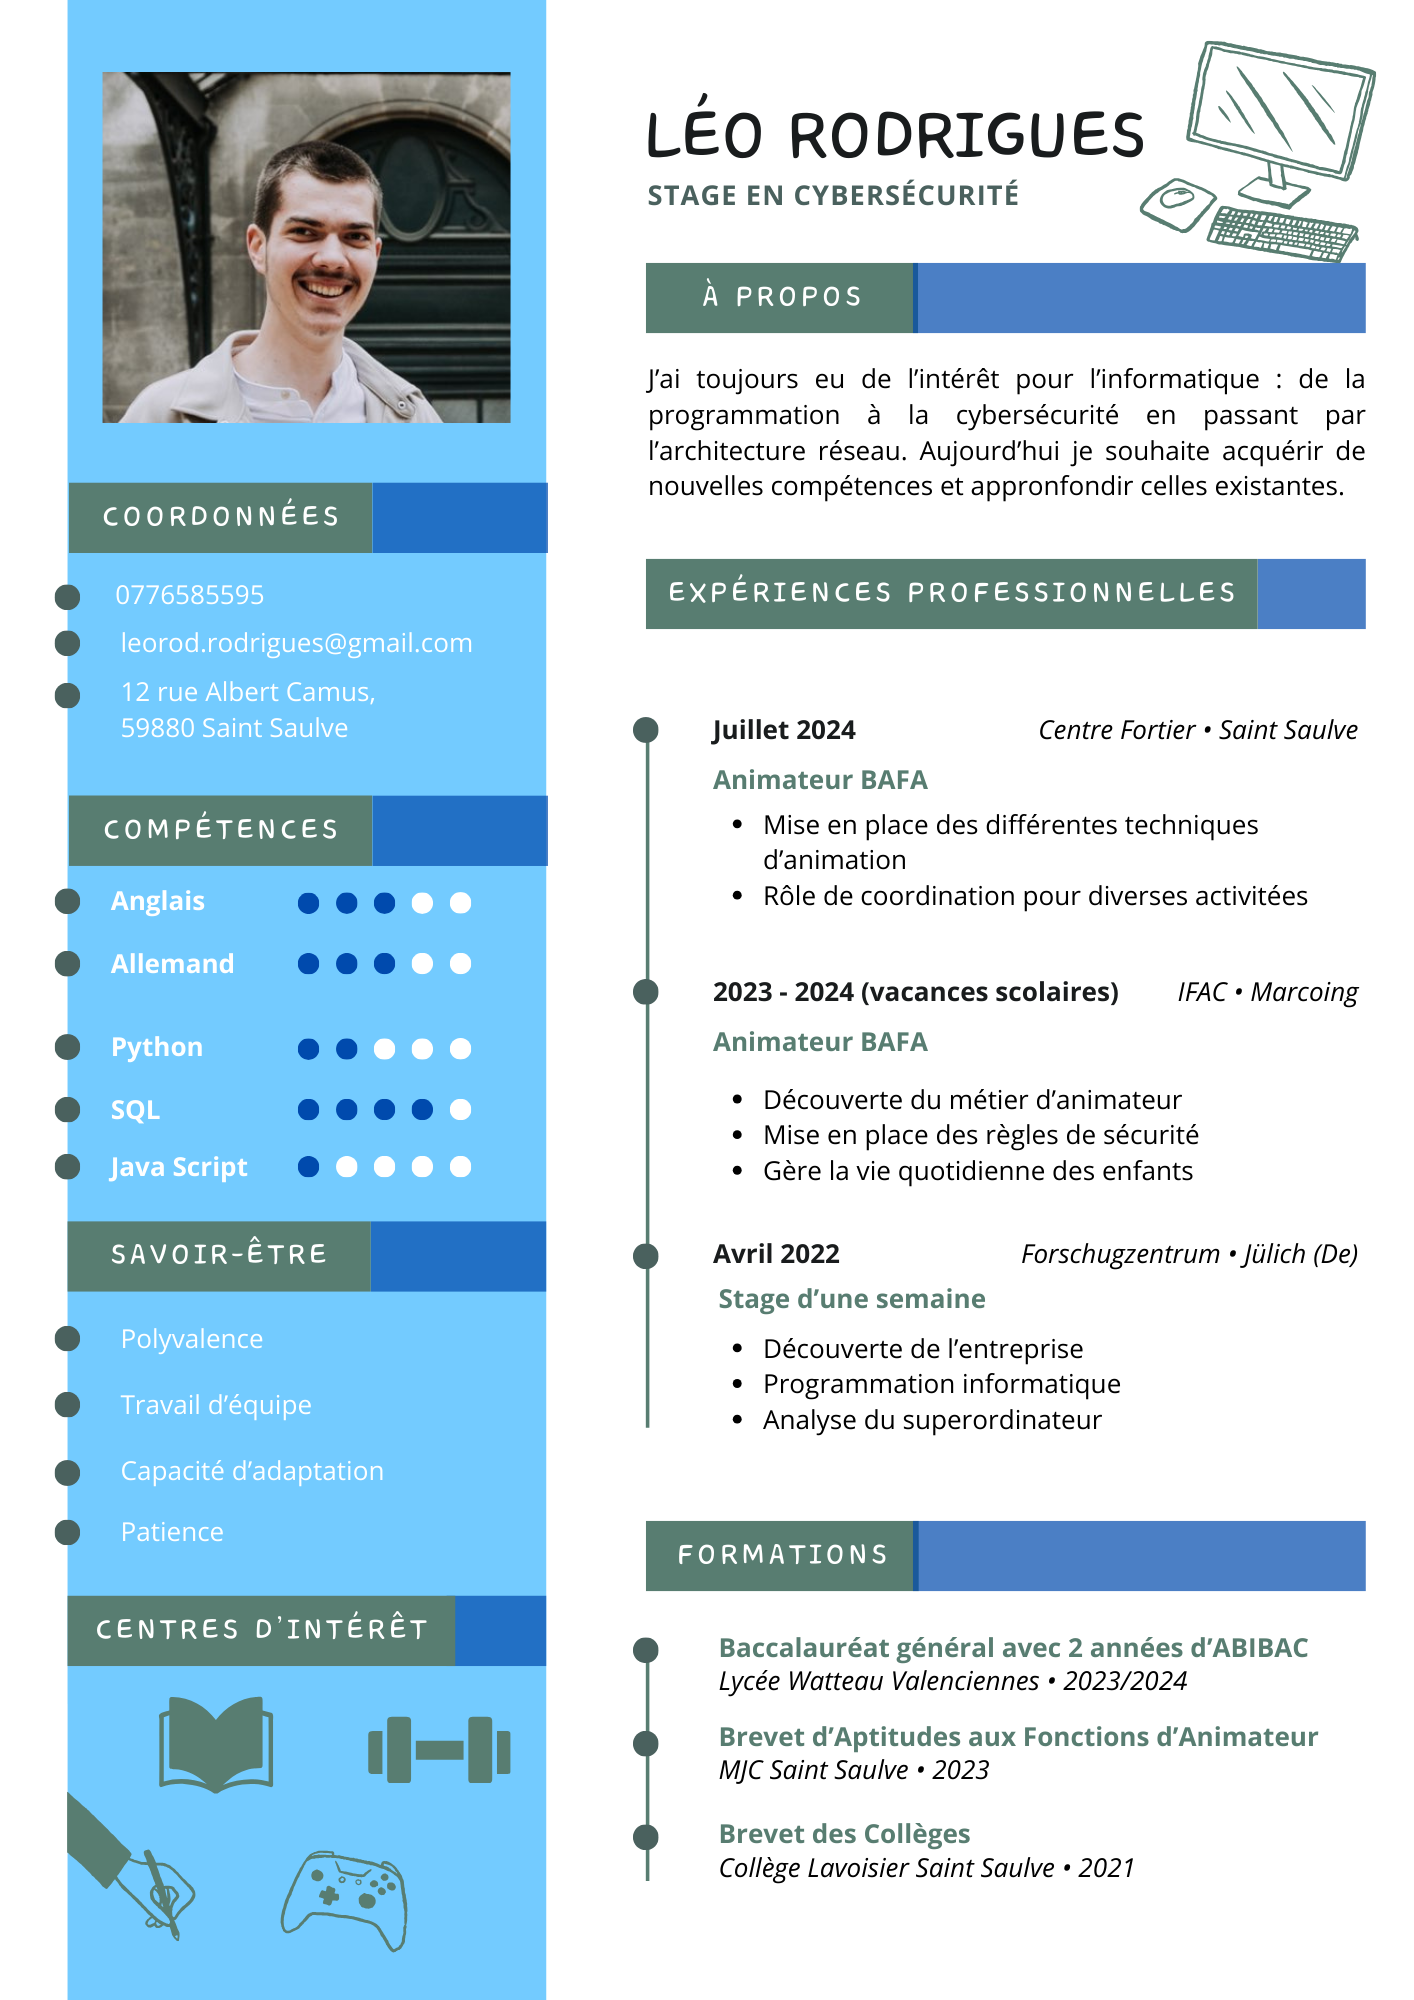 LÉO RODRIGUES
STAGE EN CYBERSÉCURITÉ
À PROPOS
J’ai toujours eu de l’intérêt pour l’informatique : de la
programmation à la cybersécurité en passant par
l’architecture réseau. Aujourd’hui je souhaite acquérir de
nouvelles compétences et appronfondir celles existantes.
COORDONNÉES
0776585595
leorod.rodrigues@gmail.com
12 rue Albert Camus,
59880 Saint Saulve
COMPÉTENCES
Anglais
Allemand
Python
SQL
Java Script
SAVOIR-ÊTRE
Polyvalence
Travail d’équipe
Capacité d’adaptation
Patience
CENTRES D’INTÉRÊT
EXPÉRIENCES PROFESSIONNELLES
Juillet 2024 Centre Fortier • Saint Saulve
Animateur BAFA
• Mise en place des différentes techniques
d’animation
• Rôle de coordination pour diverses activitées
2023 - 2024 (vacances scolaires) IFAC • Marcoing
Animateur BAFA
• Découverte du métier d’animateur
• Mise en place des règles de sécurité
• Gère la vie quotidienne des enfants
Avril 2022 Forschugzentrum • Jülich (De)
Stage d’une semaine
• Découverte de l’entreprise
• Programmation informatique
• Analyse du superordinateur
FORMATIONS
Baccalauréat général avec 2 années d’ABIBAC
Lycée Watteau Valenciennes • 2023/2024
Brevet d’Aptitudes aux Fonctions d’Animateur
MJC Saint Saulve • 2023
Brevet des Collèges
Collège Lavoisier Saint Saulve • 2021